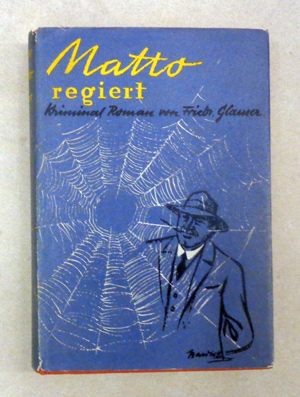 Matto
regiert
Kriminal Roman von Friedr. Glauser